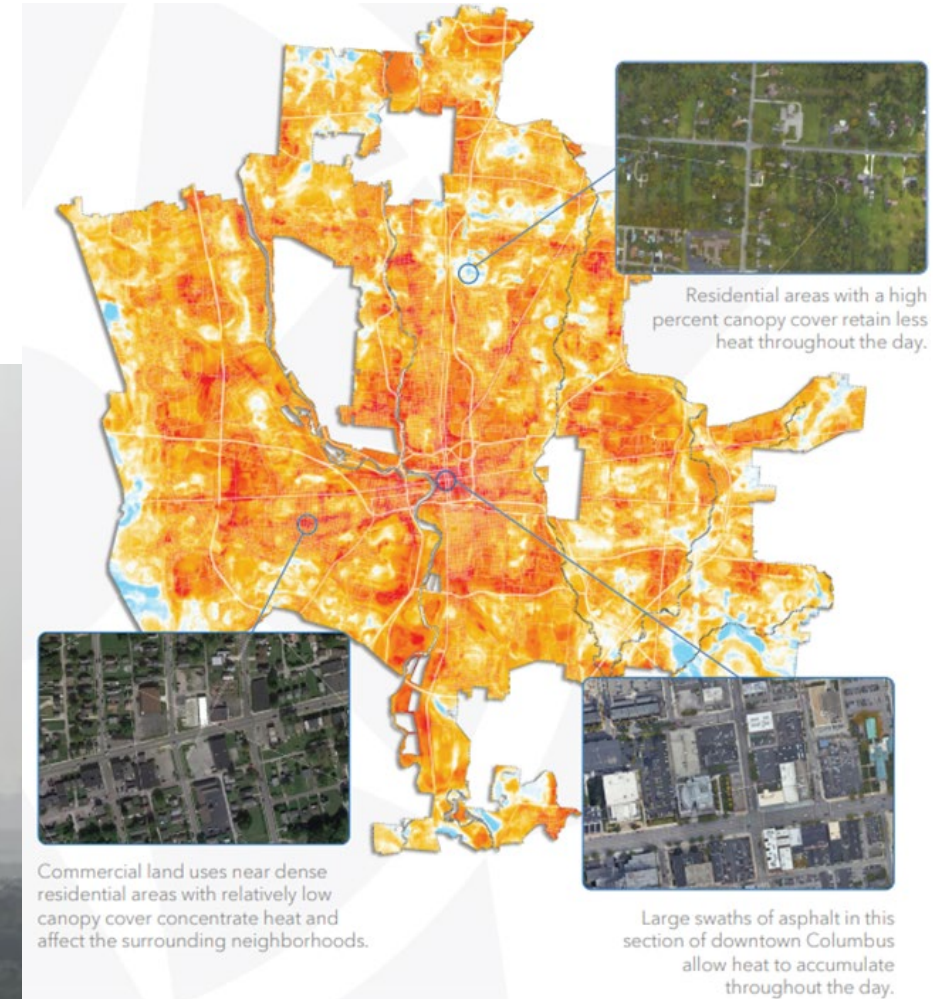 Residential areas with a high
percent canopy cover retain less
heat throughout the day.
Commercial land uses near dense
residential areas with relatively low
canopy cover concentrate heat and
affect the surrounding neighborhoods.
Large swaths of asphalt in this
section of downtown Columbus
allow heat to accumulate
throughout the day.